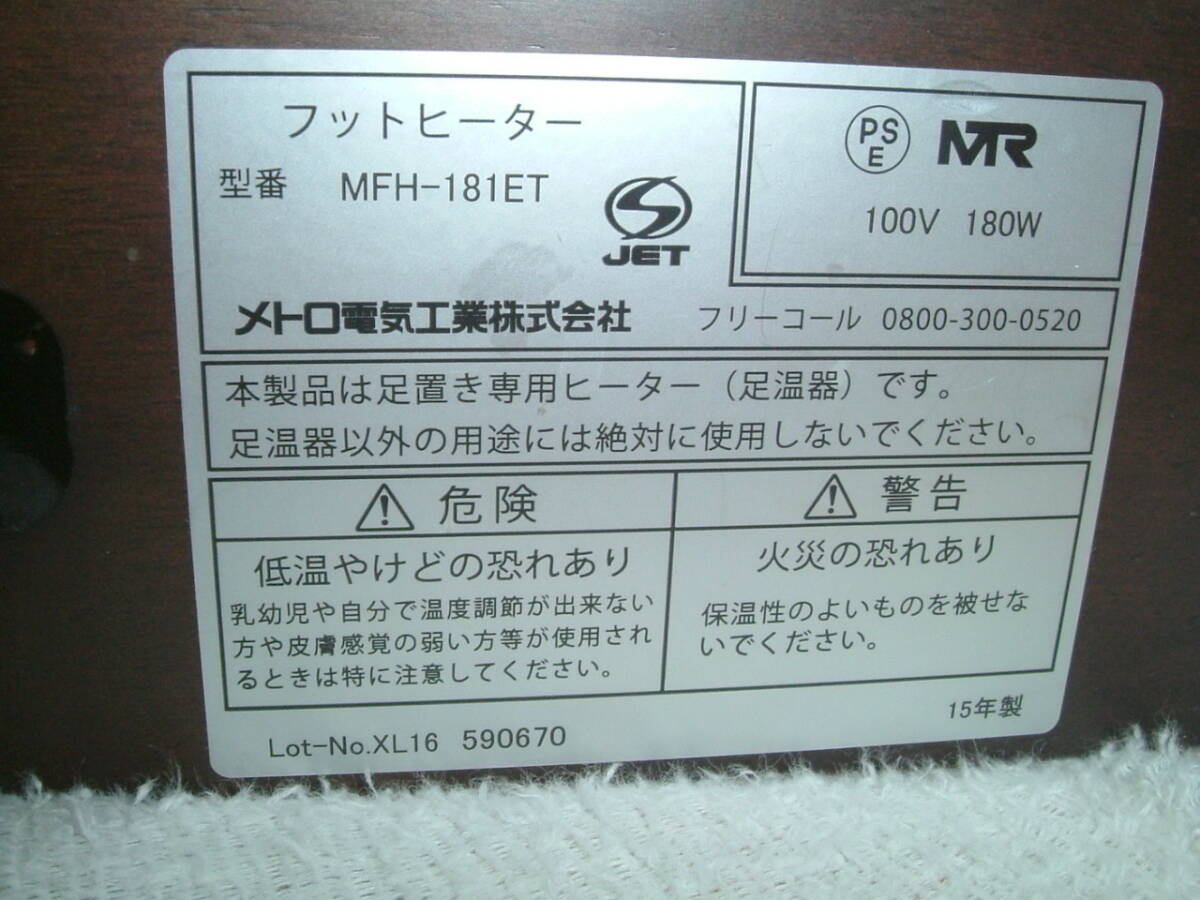 フットヒーター
型番 MFH-181ET
JET
PSE MTR
100V 180W
メトロ電気工業株式会社 フリーコール 0800-300-0520
本製品は足置き専用ヒーター（足温器）です。
足温器以外の用途には絶対に使用しないでください。
危険
低温やけどの恐れあり
乳幼児や自分で温度調節が出来ない
方や皮膚感覚の弱い方等が使用され
るときは特に注意してください。
警告
火災の恐れあり
保温性のよいものを被せな
いでください。
15年製
Lot-No.XL16 590670